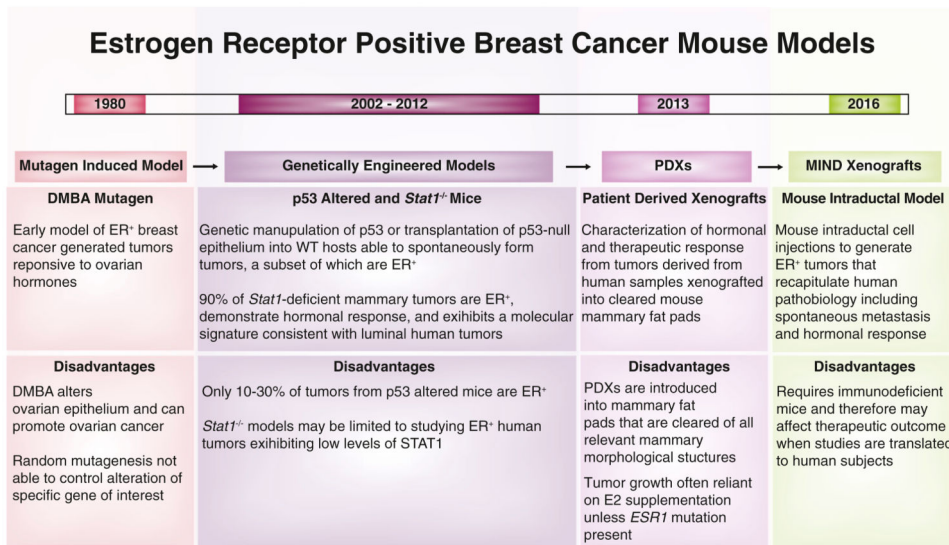 Estrogen Receptor Positive Breast Cancer Mouse Models
1980
2002 - 2012
2013
2016
Mutagen Induced Model
Genetically Engineered Models
PDXs
MIND Xenografts
DMBA Mutagen
Early model of ER⁺ breast
cancer generated tumors
reponsive to ovarian
hormones
p53 Altered and Stat1⁻/⁻ Mice
Genetic manupulation of p53 or transplantation of p53-null
epithelium into WT hosts able to spontaneously form
tumors, a subset of which are ER⁺
90% of Stat1-deficient mammary tumors are ER⁺,
demonstrate hormonal response, and exihibits a molecular
signature consistent with luminal human tumors
Patient Derived Xenografts
Characterization of hormonal
and therapeutic response
from tumors derived from
human samples xenografted
into cleared mouse
mammary fat pads
Mouse Intraductal Model
Mouse intraductal cell
injections to generate
ER⁺ tumors that
recapitulate human
pathobiology including
spontaneous metastasis
and hormonal response
Disadvantages
DMBA alters
ovarian epithelium and can
promote ovarian cancer
Random mutagenesis not
able to control alteration of
specific gene of interest
Disadvantages
Only 10-30% of tumors from p53 altered mice are ER⁺
Stat1⁻/⁻ models may be limited to studying ER⁺ human
tumors exihibiting low levels of STAT1
Disadvantages
PDXs are introduced
into mammary fat
pads that are cleared of all
relevant mammary
morphological stuctures
Tumor growth often reliant
on E2 supplementation
unless ESR1 mutation
present
Disadvantages
Requires immunodeficient
mice and therefore may
affect therapeutic outcome
when studies are translated
to human subjects